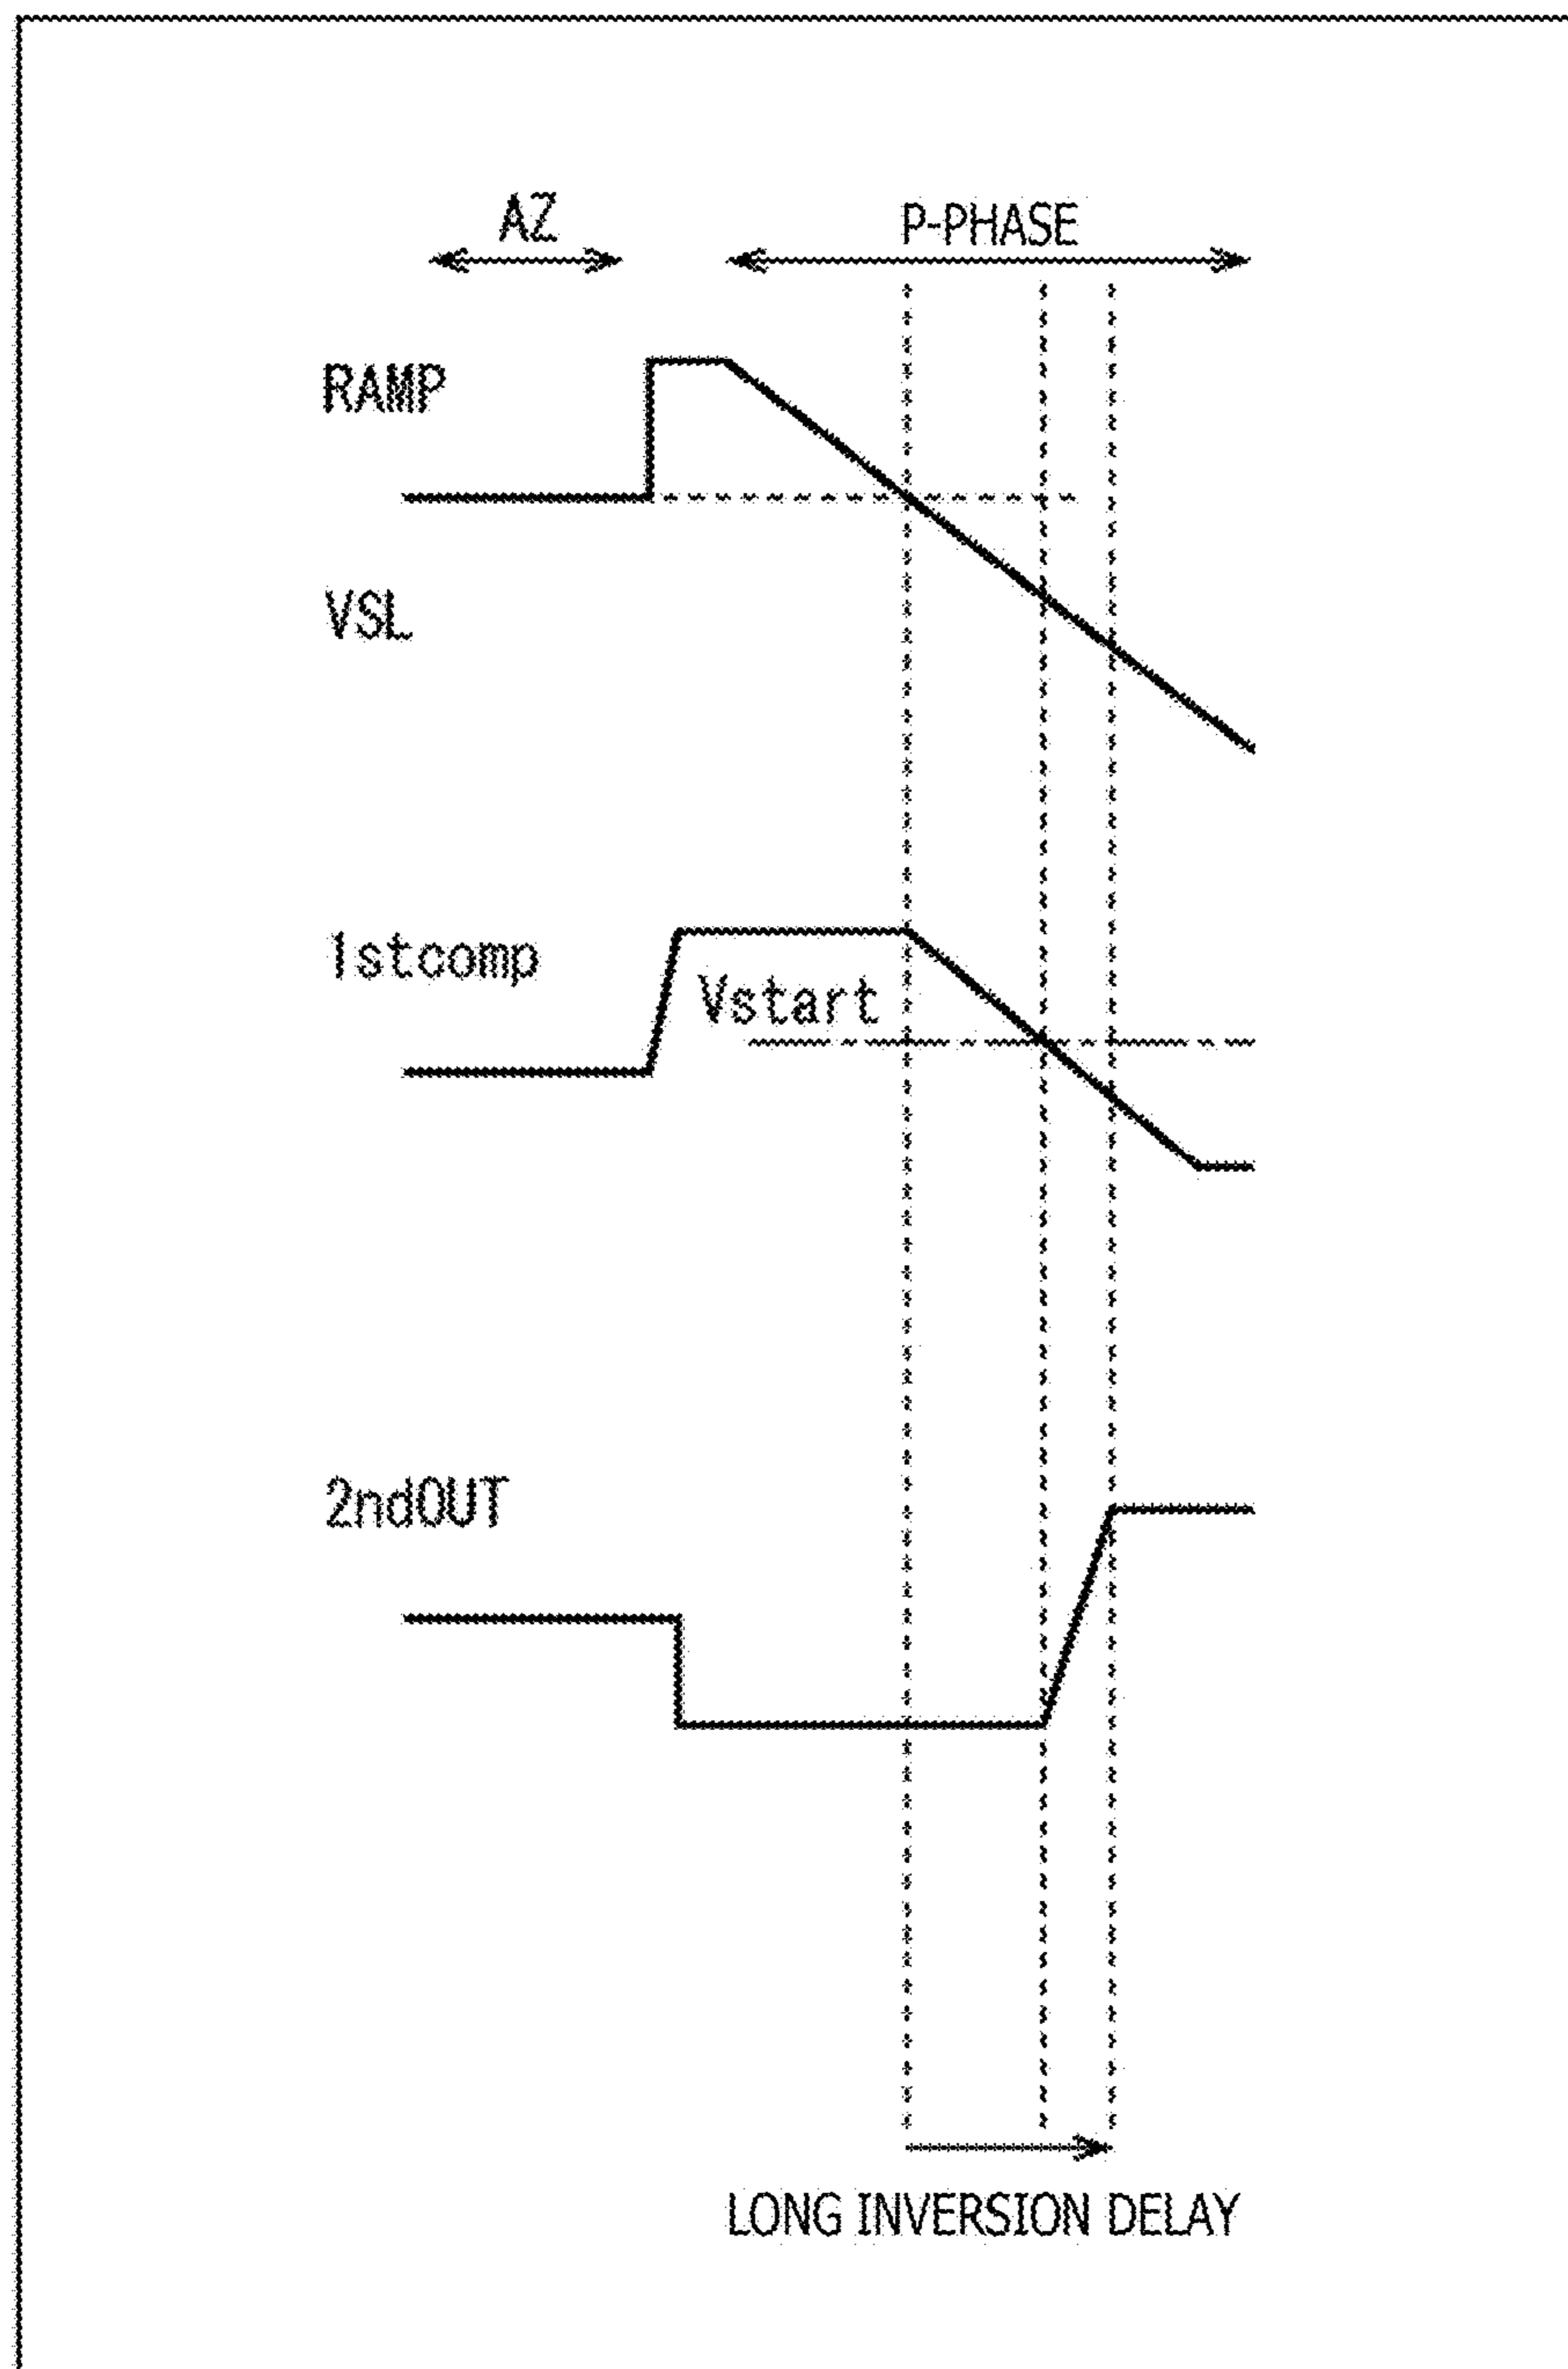 AZ
P-PHASE
RAMP
VSL
1stcomp
Vstart
2ndOUT
LONG INVERSION DELAY